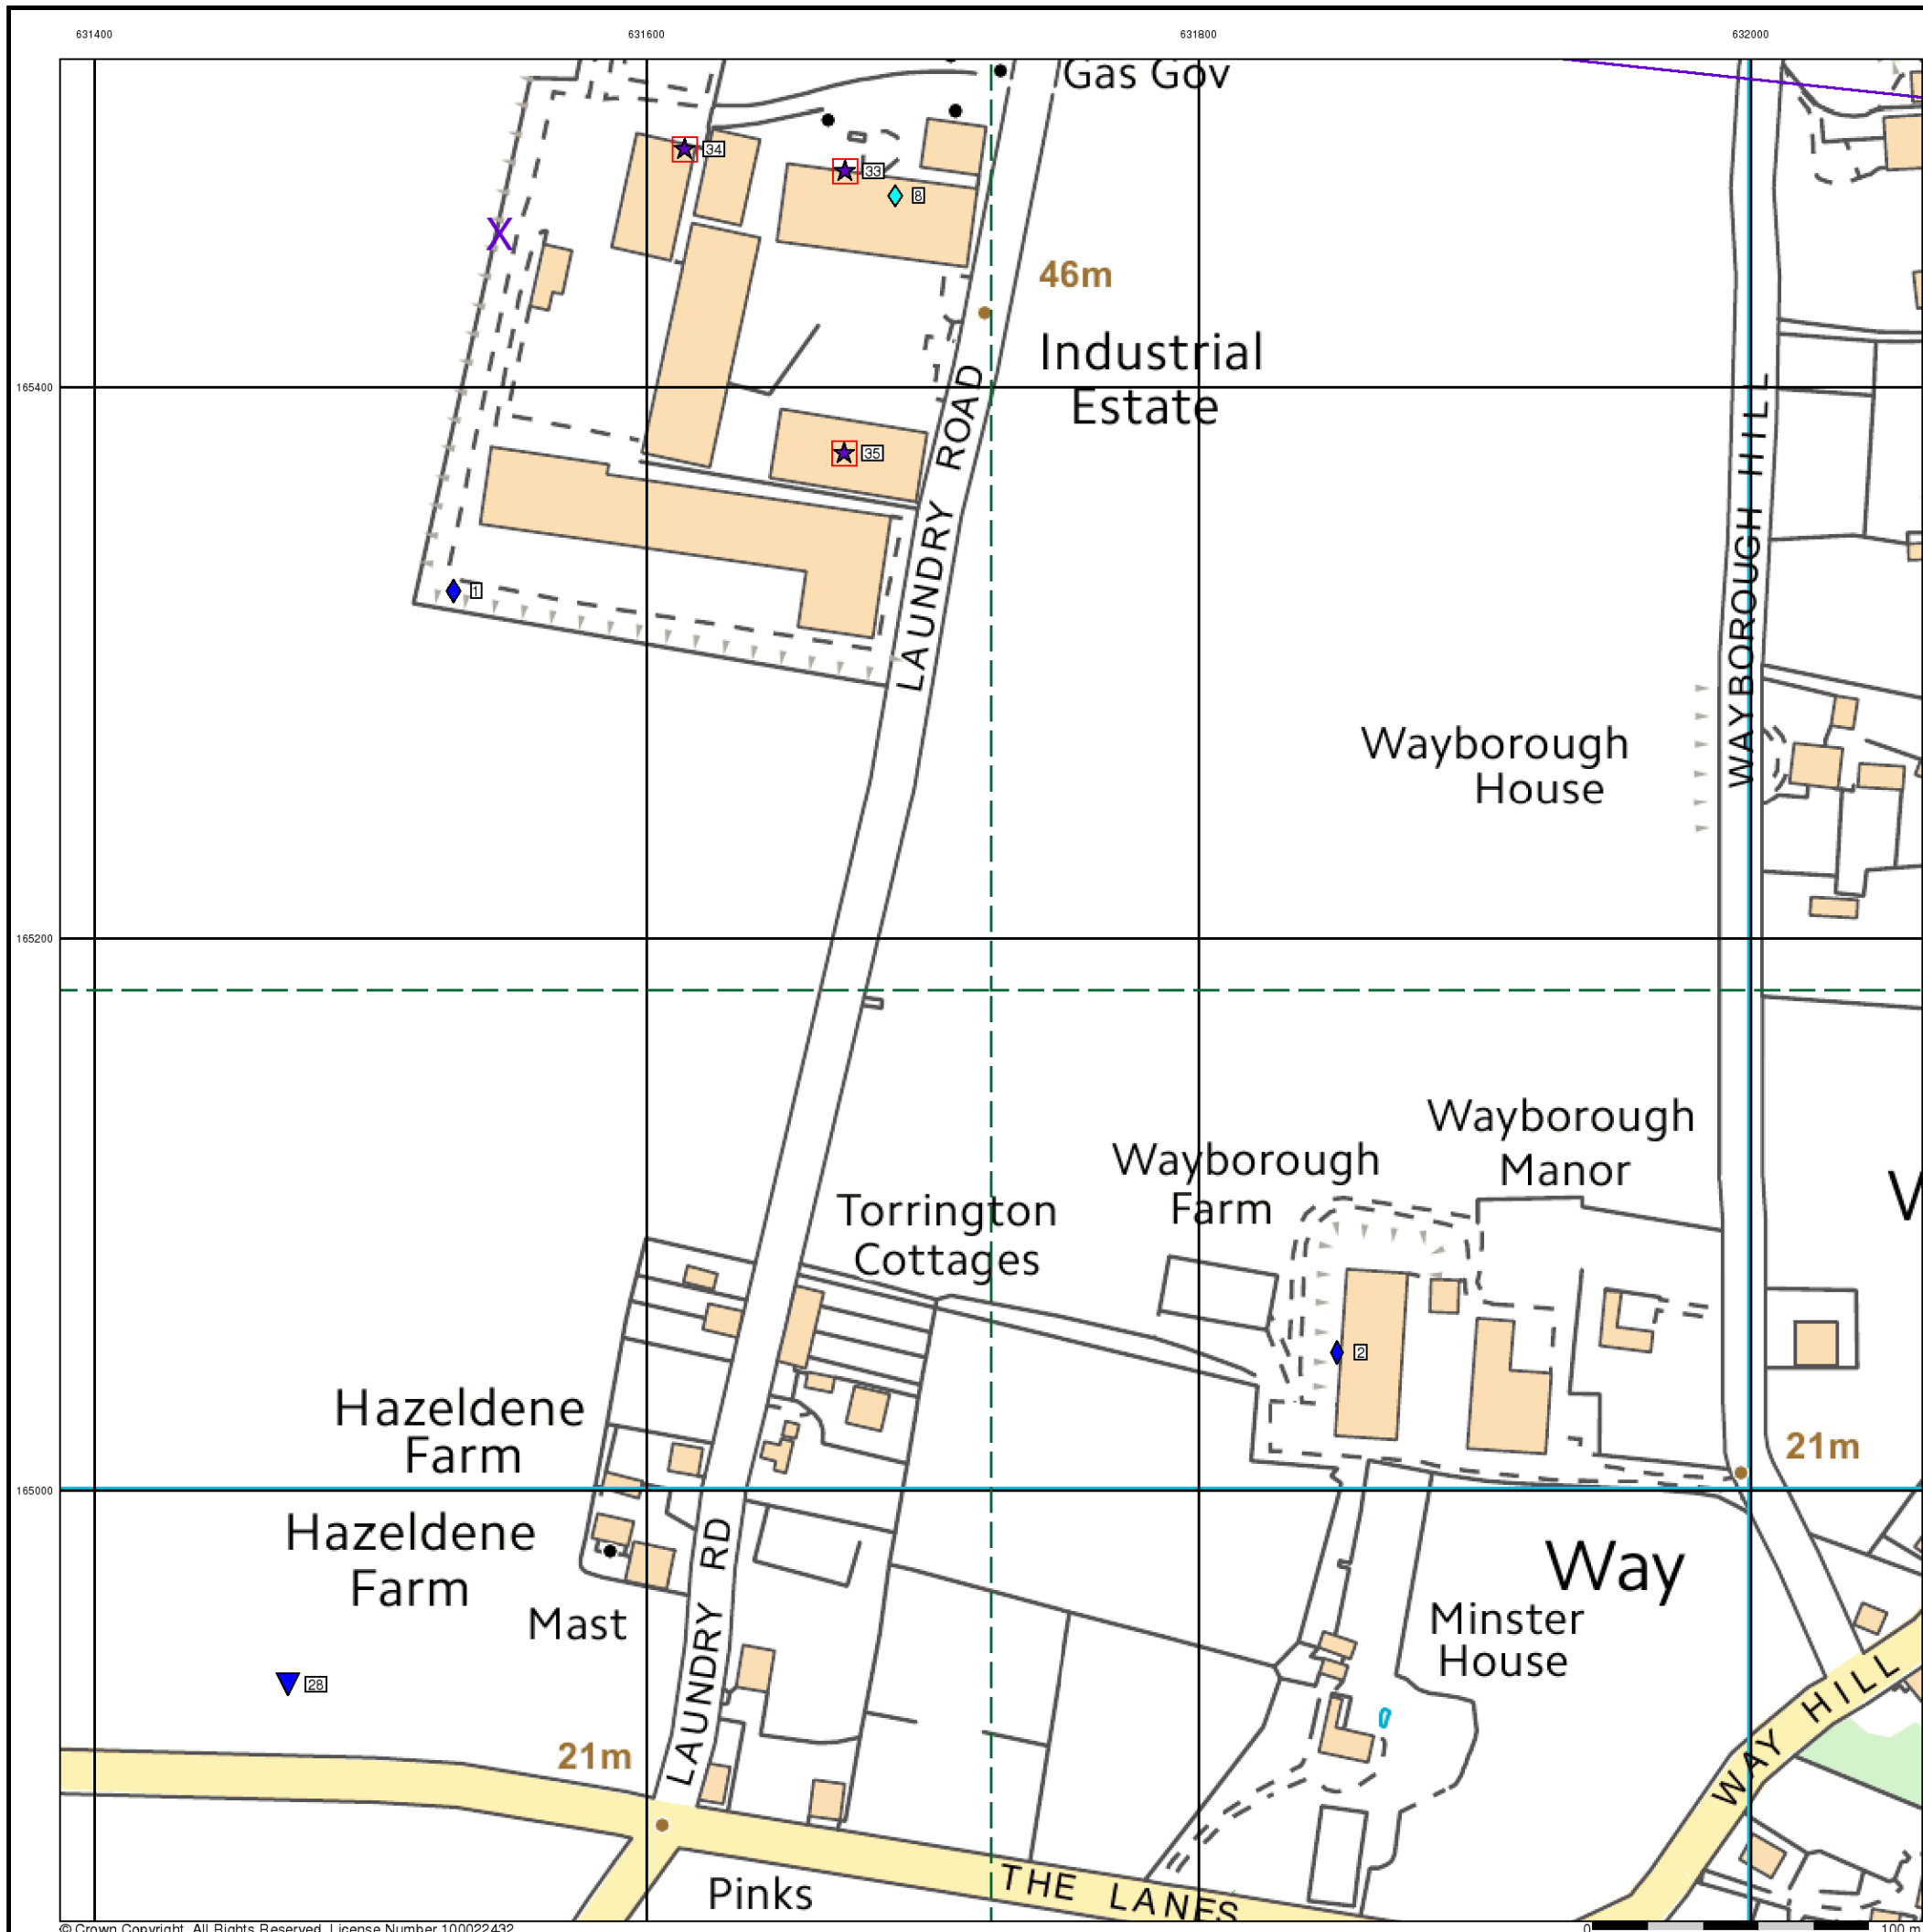 631400
631600
631800
632000
Gas Gov
34
33
8
46m
Industrial
Estate
165400
35
LAUNDRY ROAD
WAYBOROUGH HILL
1
Wayborough
House
165200
Wayborough
Manor
Wayborough
Farm
Torrington
Cottages
2
Hazeldene
Farm
21m
165000
Hazeldene
Farm
Way
Mast
LAUNDRY RD
Minster
House
28
21m
WAY HILL
THE LANES
Pinks
© Crown Copyright. All Rights Reserved. License Number 100022432
0
100 m